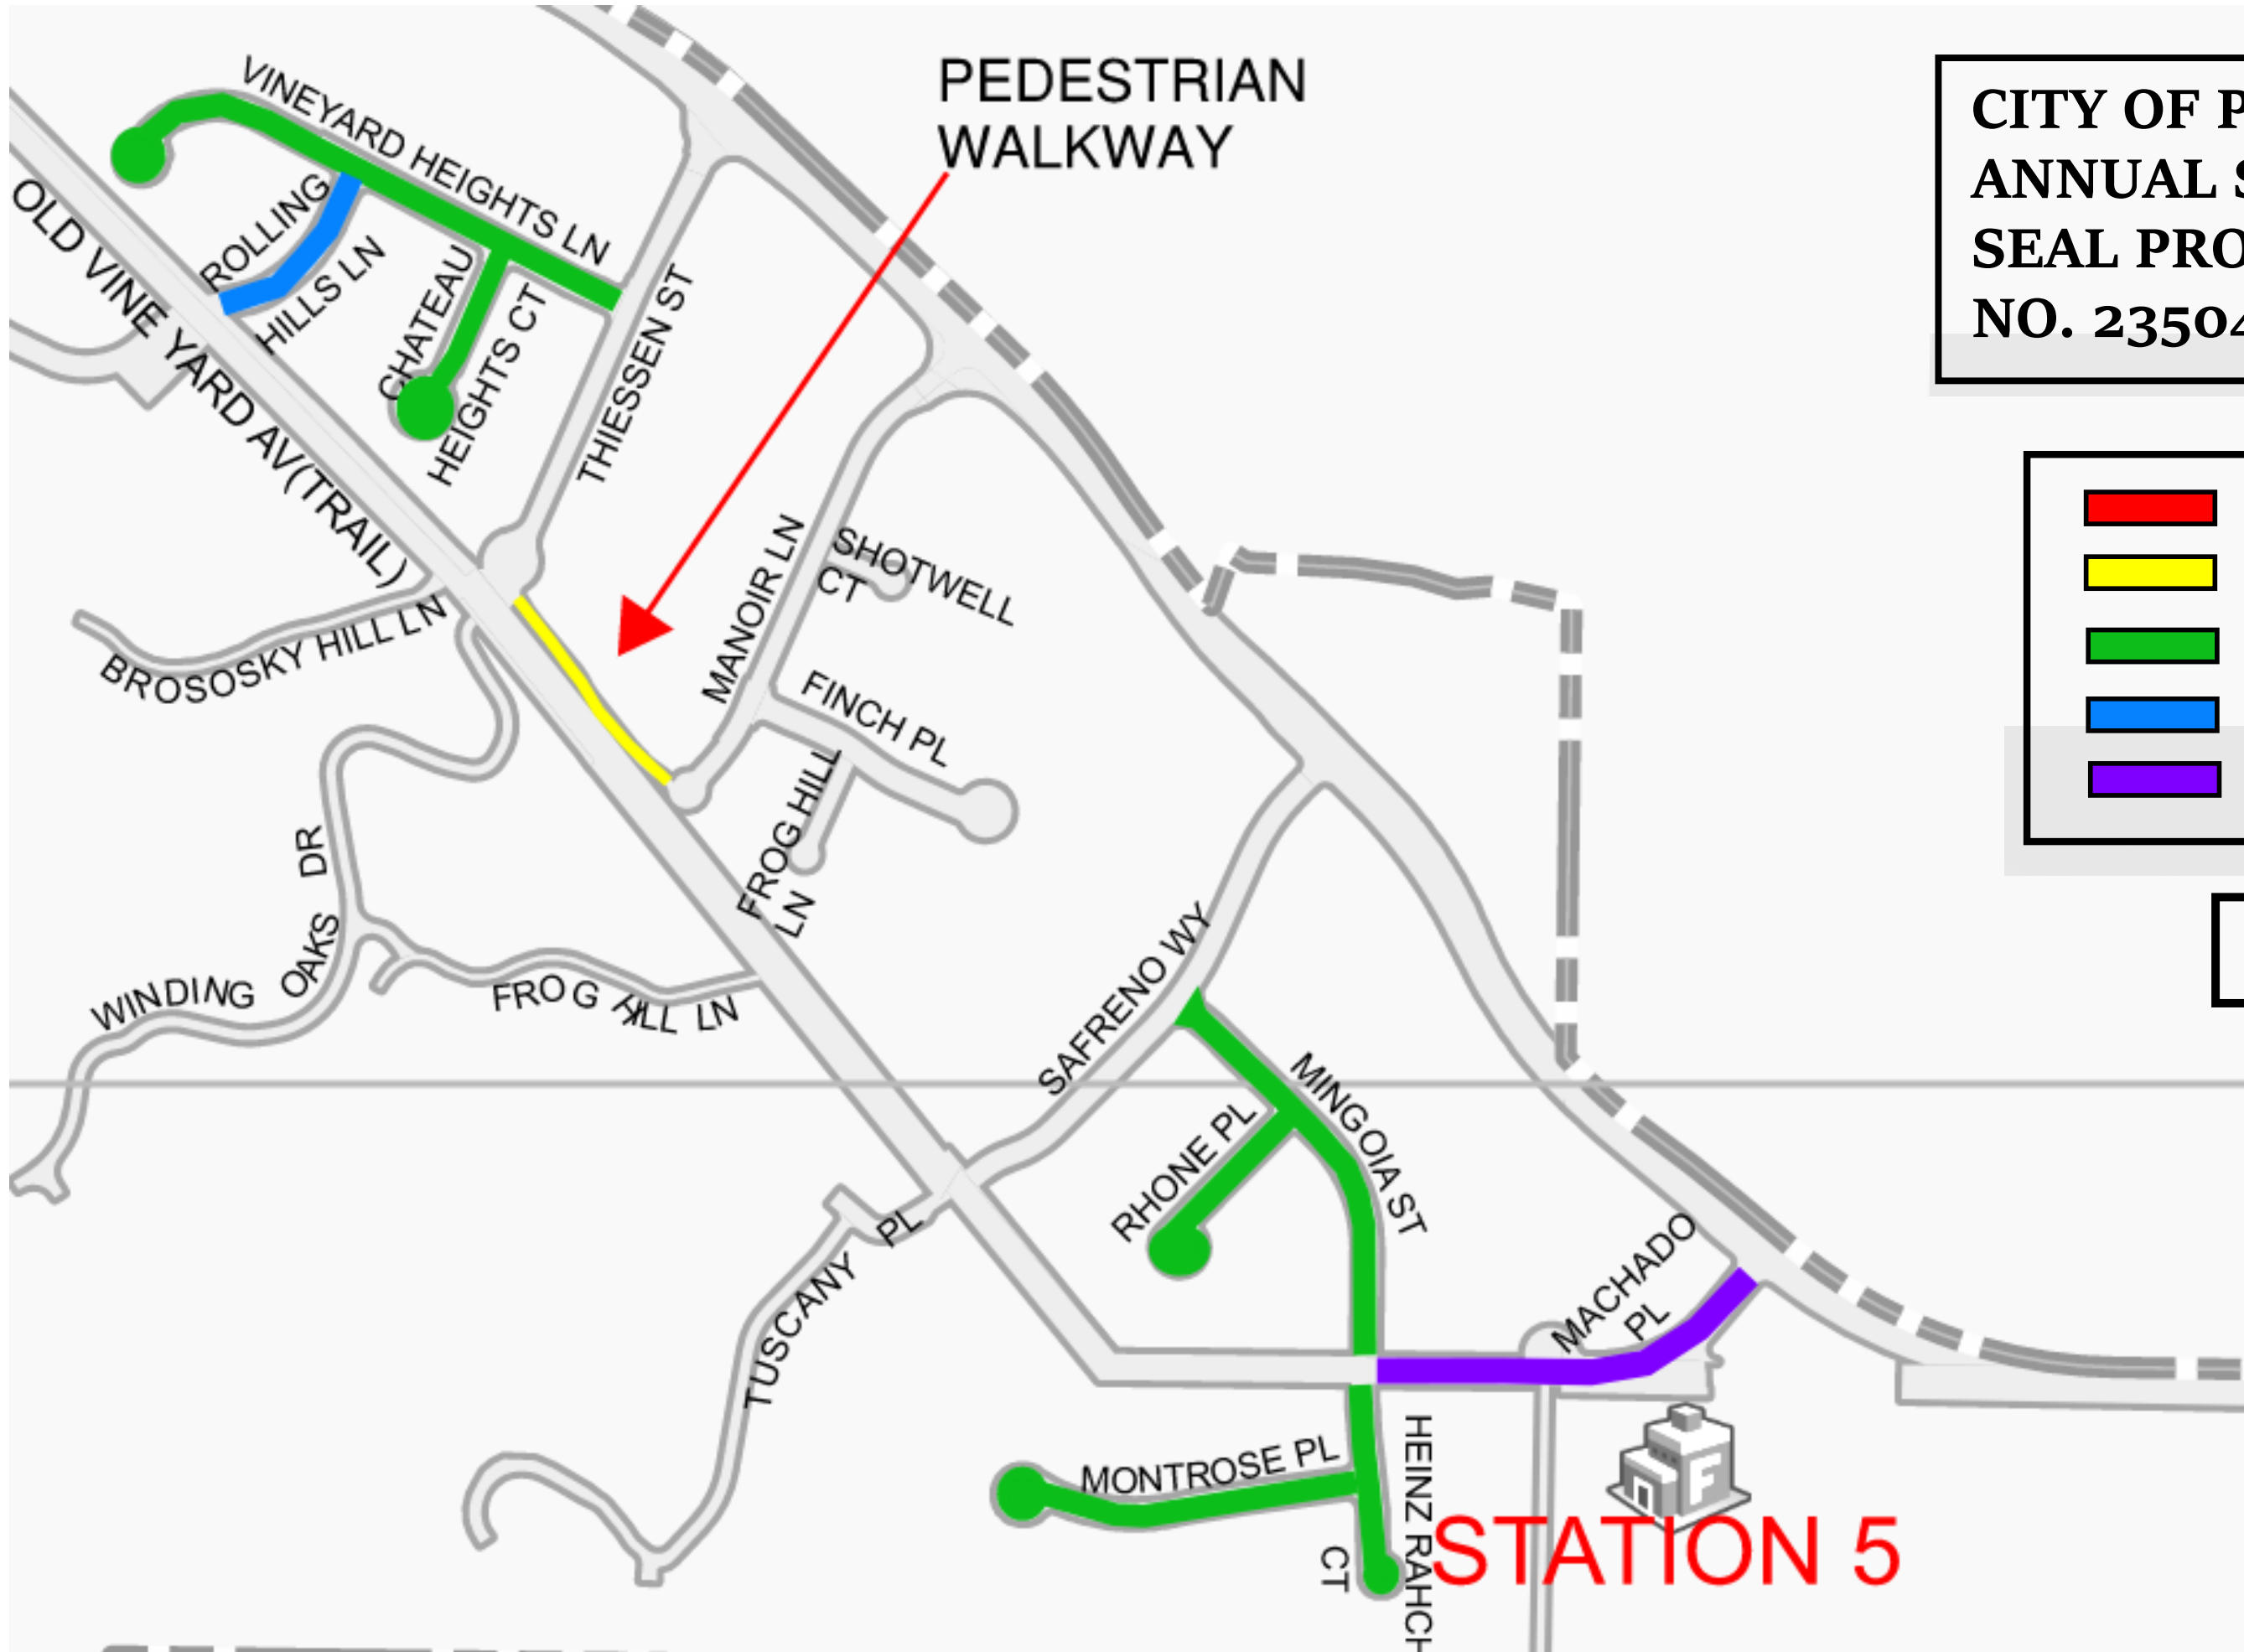 PEDESTRIAN
WALKWAY
CITY OF P
ANNUAL S
SEAL PRO
NO. 23504
VINEYARD HEIGHTS LN
ROLLING
HILLS LN
CHATEAU
HEIGHTS CT
THIESSEN ST
OLD VINE YARD AV(TRAIL)
BROSOSKY HILL LN
MANOIR LN
SHOTWELL
CT
FINCH PL
FROG HILL
LN
WINDING OAKS DR
FROG HILL LN
SAFRENO WY
MINGOIA ST
RHONE PL
TUSCANY PL
MACHADO
PL
MONTROSE PL
HEINZ RAHCH
CT
F
STATION 5